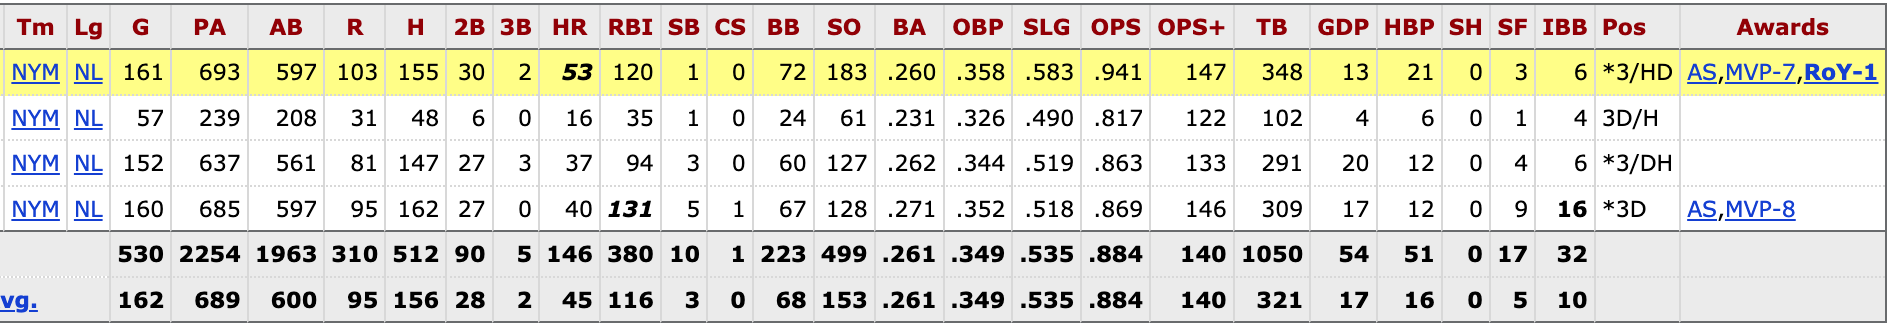 Tm Lg G PA AB R H 2B 3B HR RBI SB CS BB SO BA OBP SLG OPS OPS+ TB GDP HBP SH SF IBB Pos Awards
NYM NL 161 693 597 103 155 30 2 53 120 1 0 72 183 .260 .358 .583 .941 147 348 13 21 0 3 6 *3/HD AS,MVP-7,RoY-1
NYM NL 57 239 208 31 48 6 0 16 35 1 0 24 61 .231 .326 .490 .817 122 102 4 6 0 1 4 3D/H
NYM NL 152 637 561 81 147 27 3 37 94 3 0 60 127 .262 .344 .519 .863 133 291 20 12 0 4 6 *3/DH
NYM NL 160 685 597 95 162 27 0 40 131 5 1 67 128 .271 .352 .518 .869 146 309 17 12 0 9 16 *3D AS,MVP-8
530 2254 1963 310 512 90 5 146 380 10 1 223 499 .261 .349 .535 .884 140 1050 54 51 0 17 32
vg. 162 689 600 95 156 28 2 45 116 3 0 68 153 .261 .349 .535 .884 140 321 17 16 0 5 10